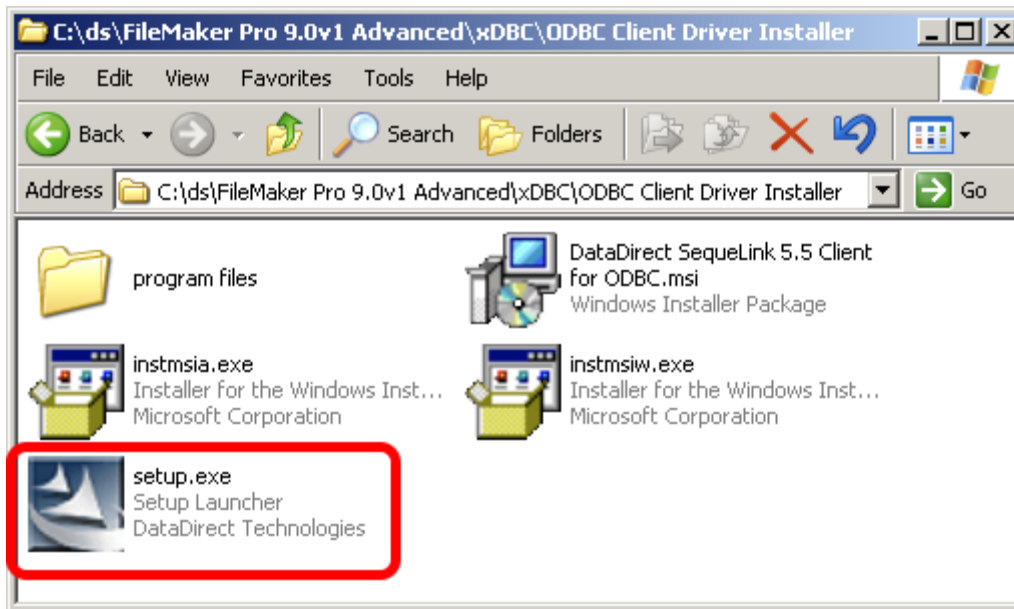 C:\ds\FileMaker Pro 9.0v1 Advanced\xDBC\ODBC Client Driver Installer
File Edit View Favorites Tools Help
Back Search Folders
Address C:\ds\FileMaker Pro 9.0v1 Advanced\xDBC\ODBC Client Driver Installer Go
program files
DataDirect SequeLink 5.5 Client
for ODBC.msi
Windows Installer Package
instmsia.exe
Installer for the Windows Inst...
Microsoft Corporation
instmsiw.exe
Installer for the Windows Inst...
Microsoft Corporation
setup.exe
Setup Launcher
DataDirect Technologies